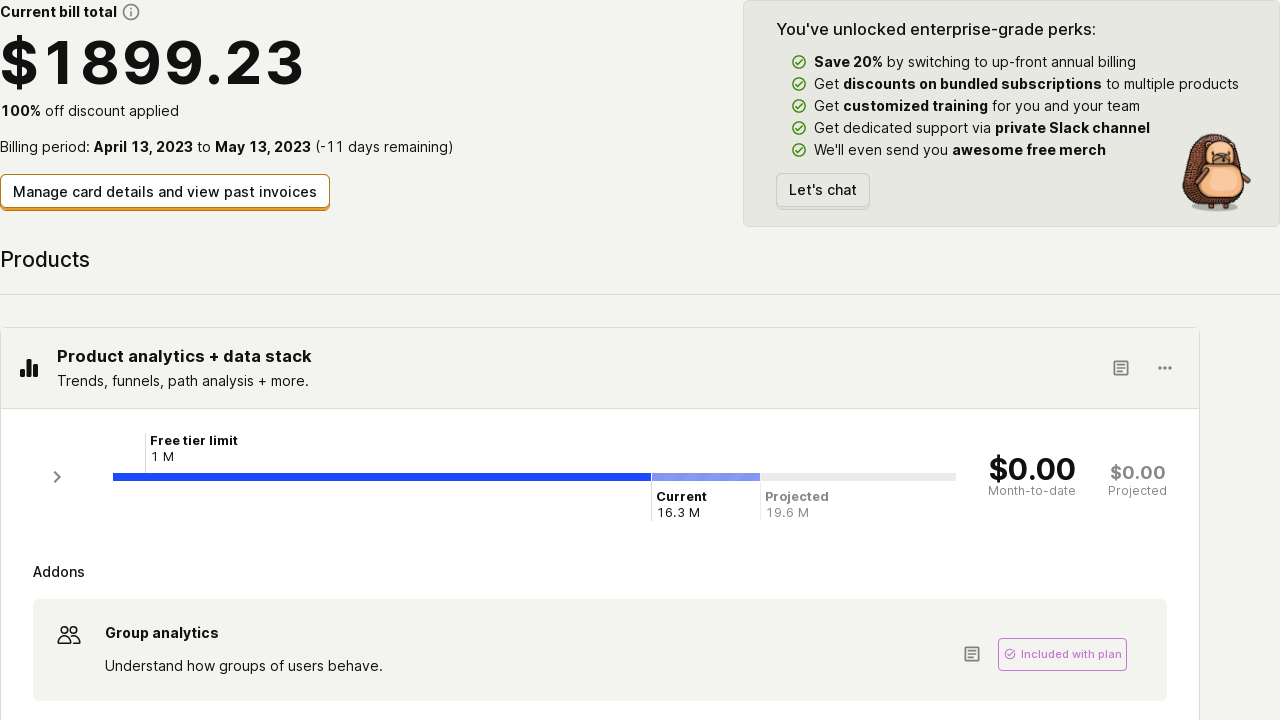 Current bill total
$1899.23
100% off discount applied
Billing period: April 13, 2023 to May 13, 2023 (-11 days remaining)
Manage card details and view past invoices
You've unlocked enterprise-grade perks:
Save 20% by switching to up-front annual billing
Get discounts on bundled subscriptions to multiple products
Get customized training for you and your team
Get dedicated support via private Slack channel
We'll even send you awesome free merch
Let's chat
Products
Product analytics + data stack
Trends, funnels, path analysis + more.
Free tier limit
1 M
Current
16.3 M
Projected
19.6 M
$0.00
Month-to-date
$0.00
Projected
Addons
Group analytics
Understand how groups of users behave.
Included with plan